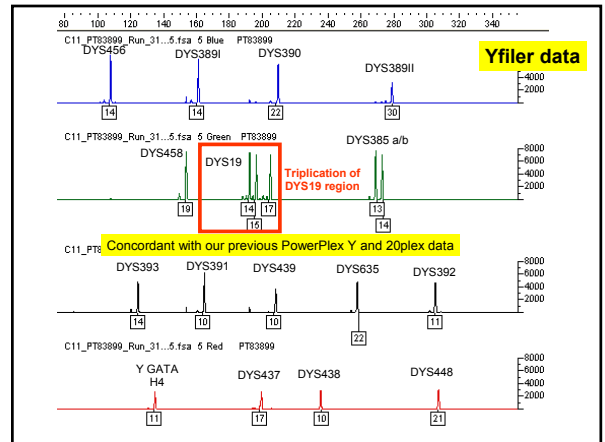 80 100 120 140 160 180 200 220 240 260 280 300 320 340
C11_PT83899_Run_31...5.fsa 5 Blue PT83899
Yfiler data
DYS456 DYS389I DYS390 DYS389II
4000
2000
14 14 22 30
C11_PT83899_Run_31...5.fsa 5 Green PT83899
DYS458 DYS19 DYS385 a/b
8000
6000
4000
2000
Triplication of
DYS19 region
19 14 17 13
15 14
Concordant with our previous PowerPlex Y and 20plex data
C11_PT8
DYS393 DYS391 DYS439 DYS635 DYS392
6000
4000
2000
14 10 10 11
22
C11_PT83899_Run_31...5.fsa 5 Red PT83899
8000
6000
4000
2000
Y GATA
H4
DYS437 DYS438 DYS448
11 17 10 21